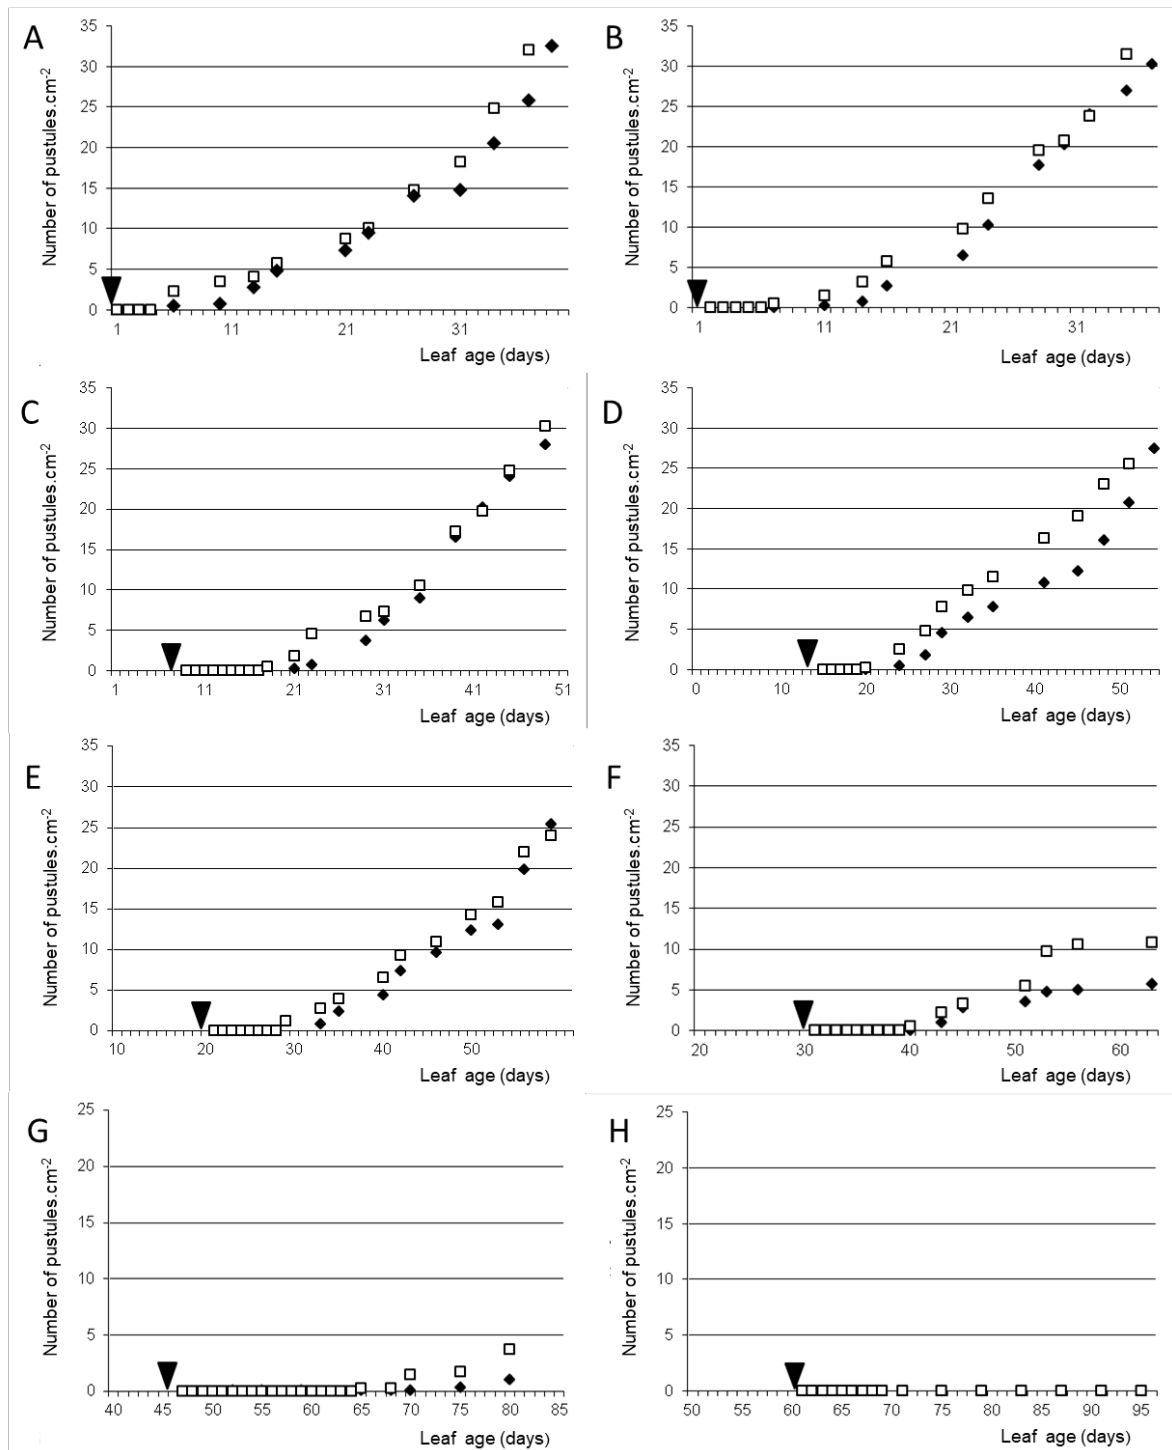 A
Number of pustules.cm-2
35
30
25
20
15
10
5
0
1 11 21 31
Leaf age (days)
B
Number of pustules.cm-2
35
30
25
20
15
10
5
0
1 11 21 31
Leaf age (days)
C
Number of pustules.cm-2
35
30
25
20
15
10
5
0
1 11 21 31 41 51
Leaf age (days)
D
Number of pustules.cm-2
35
30
25
20
15
10
5
0
0 10 20 30 40 50
Leaf age (days)
E
Number of pustules.cm-2
35
30
25
20
15
10
5
0
10 20 30 40 50
Leaf age (days)
F
Number of pustules.cm-2
35
30
25
20
15
10
5
0
20 30 40 50 60
Leaf age (days)
G
Number of pustules.cm-2
25
20
15
10
5
0
40 45 50 55 60 65 70 75 80 85
Leaf age (days)
H
Number of pustules.cm-2
25
20
15
10
5
0
50 55 60 65 70 75 80 85 90 95
Leaf age (days)